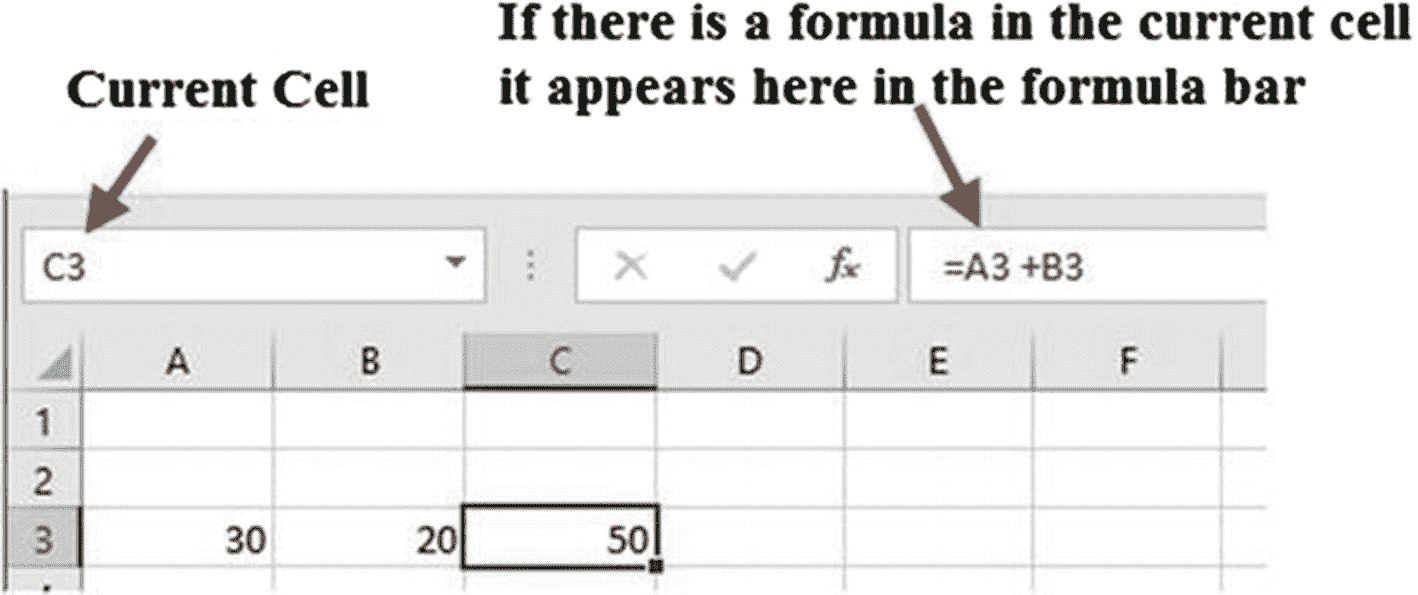 If there is a formula in the current cell
Current Cell it appears here in the formula bar
C3 fx =A3 +B3
A B C D E F
1
2
3 30 20 50